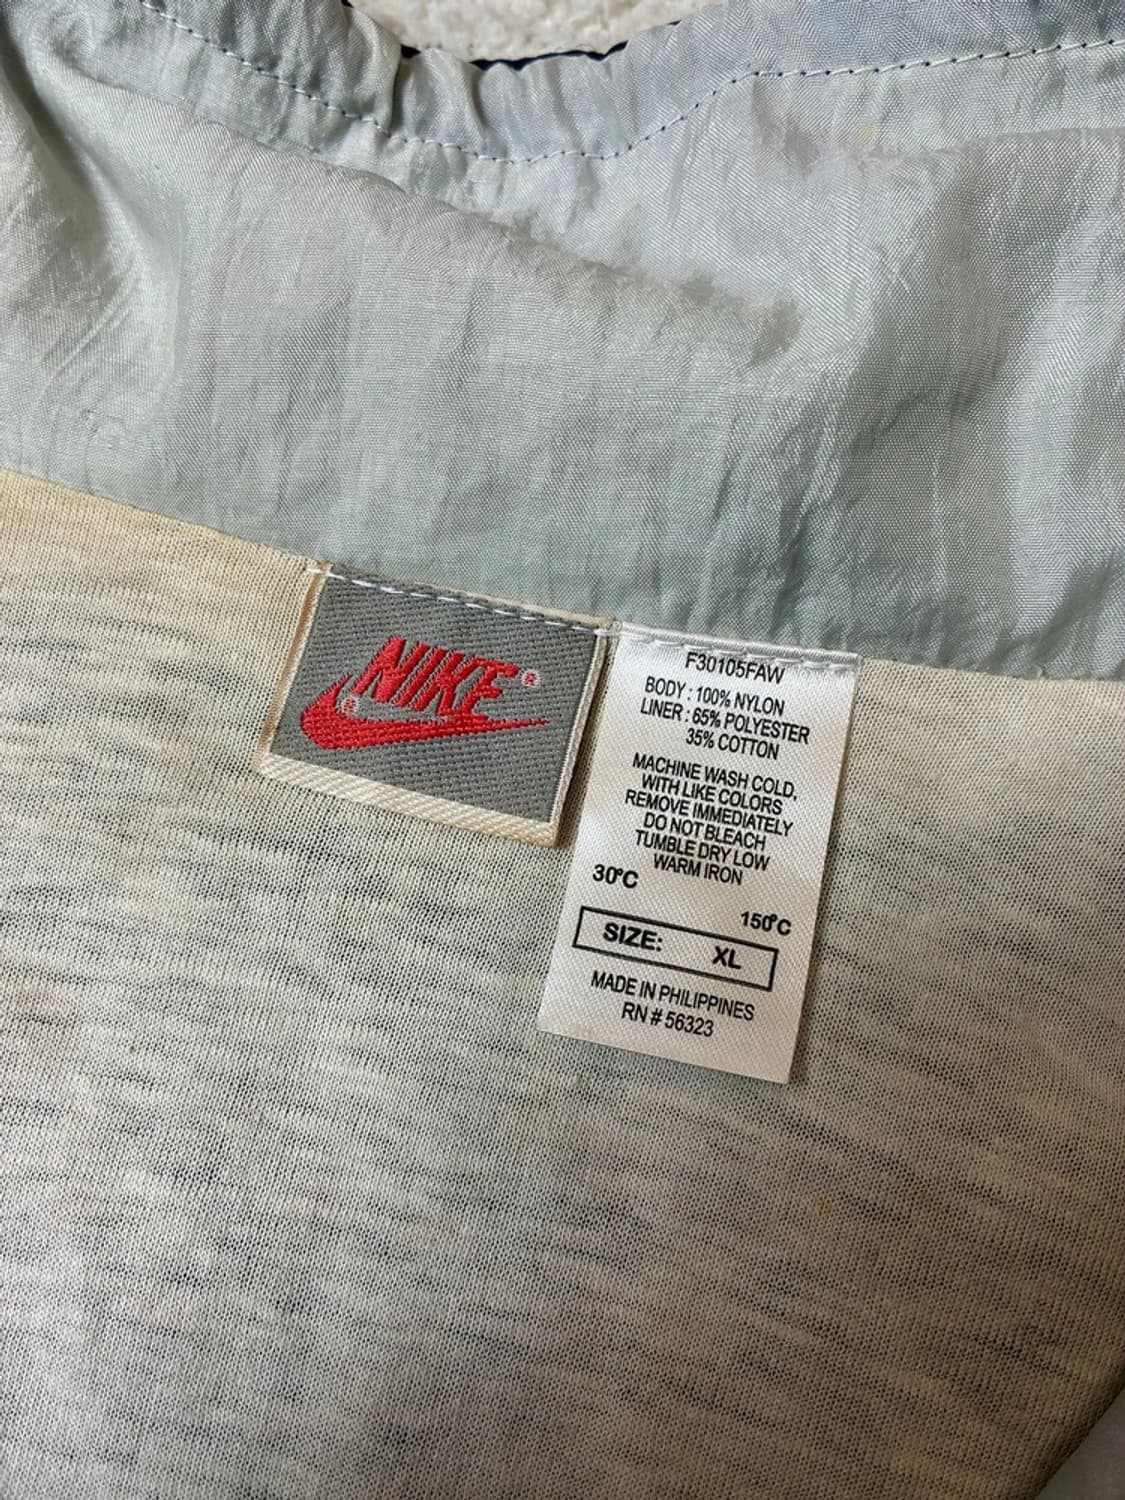 NIKE®
®
F30105FAW
BODY : 100% NYLON
LINER : 65% POLYESTER
35% COTTON
MACHINE WASH COLD,
WITH LIKE COLORS
REMOVE IMMEDIATELY
DO NOT BLEACH
TUMBLE DRY LOW
WARM IRON
30°C
150°C
SIZE: XL
MADE IN PHILIPPINES
RN # 56323